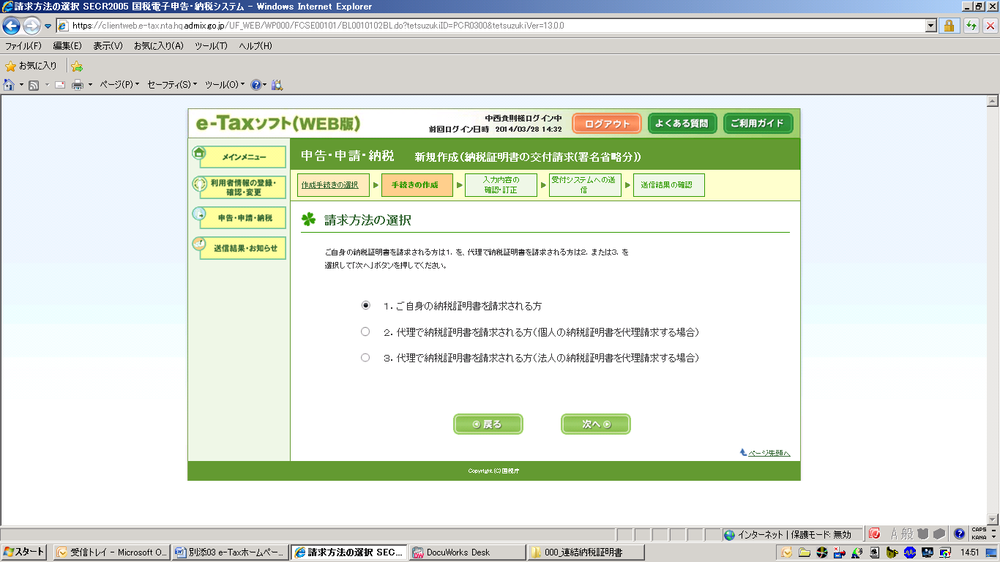 請求方法の選択 SECR2005 国税電子申告・納税システム - Windows Internet Explorer
https://clientweb.e-tax.nta.hq.admix.go.jp/UF_WEB/WP000/FCSE00101/BL0010102BL.do?tetsuzukiID=PCR0300&tetsuzukiVer=13.0.0
ファイル(F) 編集(E) 表示(V) お気に入り(A) ツール(T) ヘルプ(H)
お気に入り
ページ(P) セーフティ(S) ツール(O)
e-Taxソフト(WEB版)
中西貴則様ログイン中
前回ログイン日時 2014/03/28 14:32
ログアウト
よくある質問
ご利用ガイド
メインメニュー
利用者情報の登録・
確認・変更
申告・申請・納税
送信結果・お知らせ
申告・申請・納税 新規作成(納税証明書の交付請求(署名省略分))
作成手続きの選択
手続きの作成
入力内容の
確認・訂正
受付システムへの送
信
送信結果の確認
請求方法の選択
ご自身の納税証明書を請求される方は1．を、代理で納税証明書を請求される方は2．または3．を
選択して「次へ」ボタンを押してください。
1．ご自身の納税証明書を請求される方
2．代理で納税証明書を請求される方(個人の納税証明書を代理請求する場合)
3．代理で納税証明書を請求される方(法人の納税証明書を代理請求する場合)
戻る
次へ
ページ先頭へ
Copyright (C) 国税庁
インターネット | 保護モード: 無効
A 般
CAPS
KANA
スタート
受信トレイ - Microsoft O...
別添03 e-Taxホームペー...
請求方法の選択 SEC...
DocuWorks Desk
000_連結納税証明書
14:51